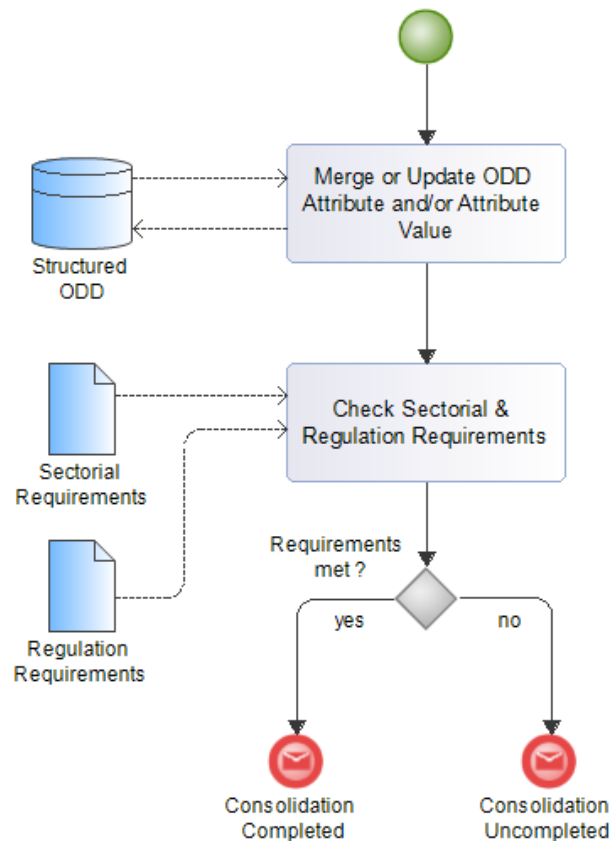 Merge or Update ODD
Attribute and/or Attribute
Value
Structured
ODD
Check Sectorial &
Regulation Requirements
Sectorial
Requirements
Requirements
met ?
yes
no
Regulation
Requirements
Consolidation
Completed
Consolidation
Uncompleted